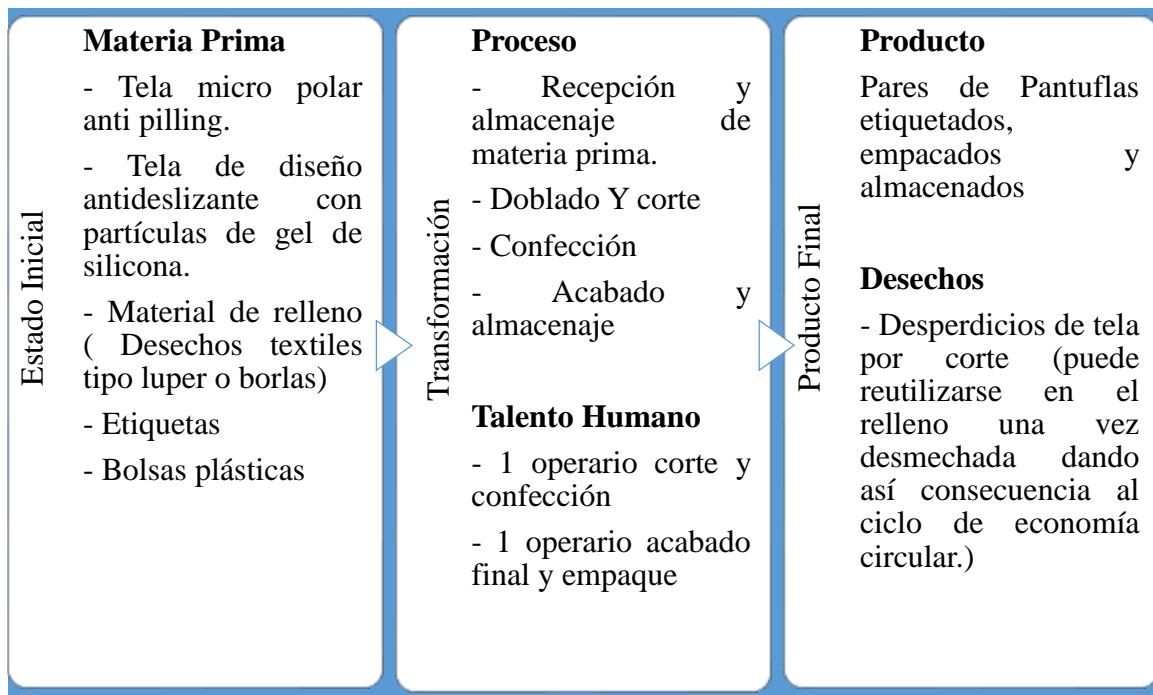 Estado Inicial
Materia Prima
- Tela micro polar
anti pilling.
- Tela de diseño
antideslizante con
partículas de gel de
silicona.
- Material de relleno
( Desechos textiles
tipo luper o borlas)
- Etiquetas
- Bolsas plásticas
Transformación
Proceso
- Recepción y
almacenaje de
materia prima.
- Doblado Y corte
- Confección
- Acabado y
almacenaje
Talento Humano
- 1 operario corte y
confección
- 1 operario acabado
final y empaque
Producto Final
Producto
Pares de Pantuflas
etiquetados,
empacados y
almacenados
Desechos
- Desperdicios de tela
por corte (puede
reutilizarse en el
relleno una vez
desmechada dando
así consecuencia al
ciclo de economía
circular.)